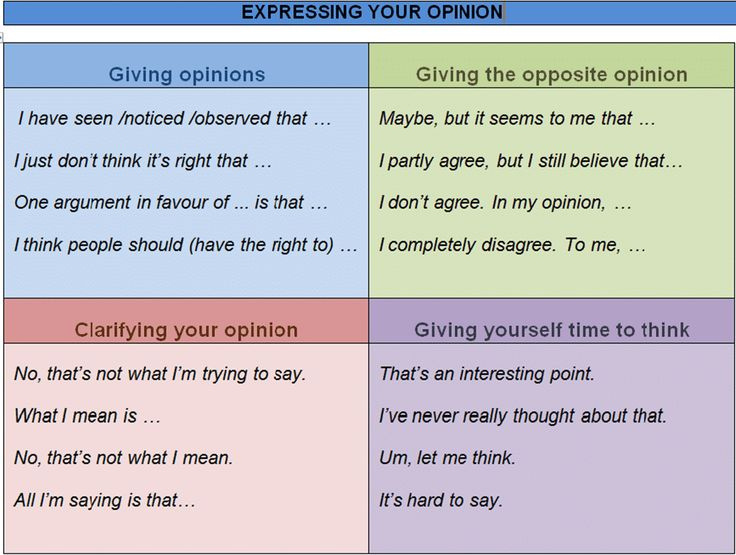 EXPRESSING YOUR OPINION
Giving opinions
I have seen /noticed /observed that …
I just don't think it's right that …
One argument in favour of ... is that …
I think people should (have the right to) …
Giving the opposite opinion
Maybe, but it seems to me that …
I partly agree, but I still believe that…
I don't agree. In my opinion, …
I completely disagree. To me, …
Clarifying your opinion
No, that's not what I'm trying to say.
What I mean is …
No, that's not what I mean.
All I'm saying is that…
Giving yourself time to think
That's an interesting point.
I've never really thought about that.
Um, let me think.
It's hard to say.